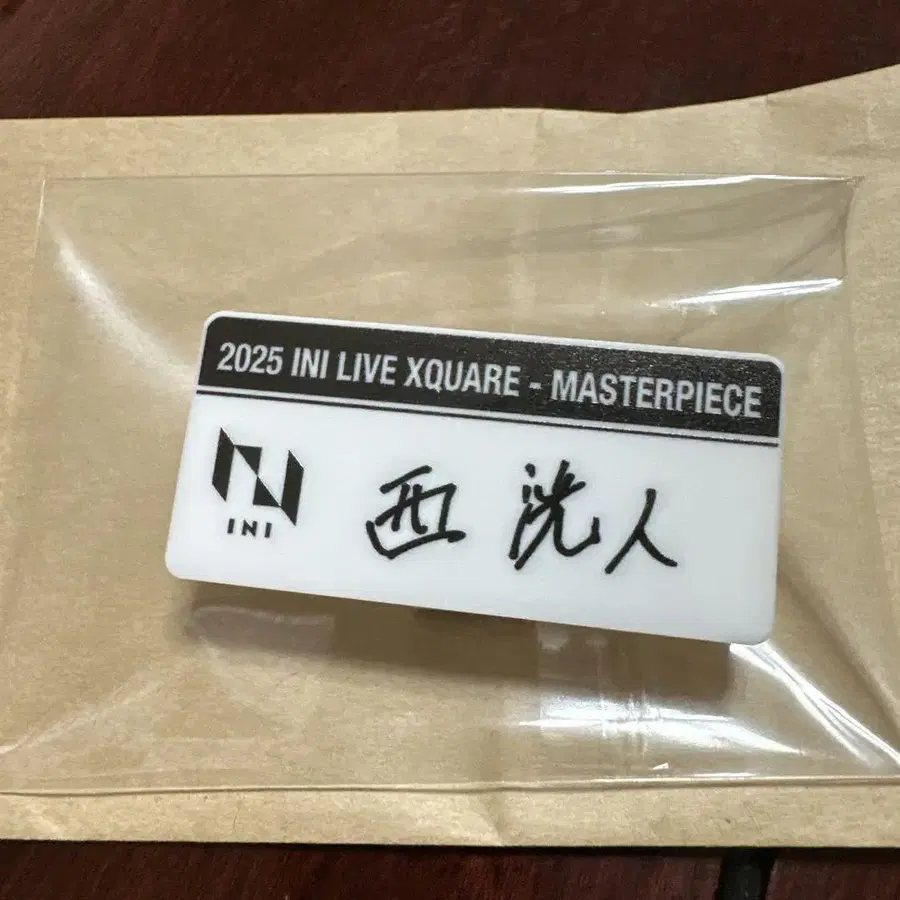 2025 INI LIVE XQUARE - MASTERPIECE
INI
西 洸人